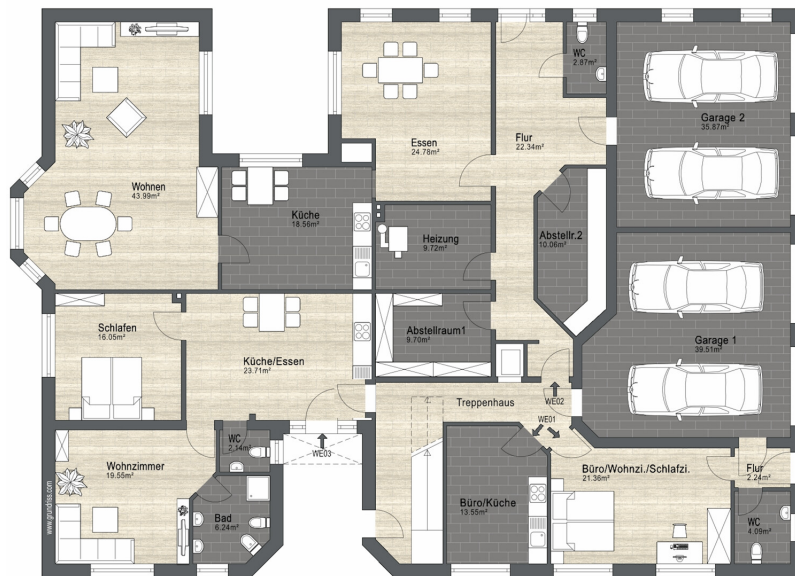 WC
2.87m²
Garage 2
35.87m²
Essen
24.78m²
Flur
22.34m²
Wohnen
43.99m²
Küche
18.56m²
Heizung
9.72m²
Abstellr.2
10.06m²
Schlafen
16.05m²
Abstellraum1
9.70m²
Garage 1
39.51m²
Küche/Essen
23.71m²
Treppenhaus
WE02
WE01
WC
2.14m²
WE03
Wohnzimmer
19.55m²
Büro/Wohnzi./Schlafzi.
21.36m²
Flur
2.24m²
Büro/Küche
13.55m²
Bad
6.24m²
WC
4.09m²
www.grundriss.com